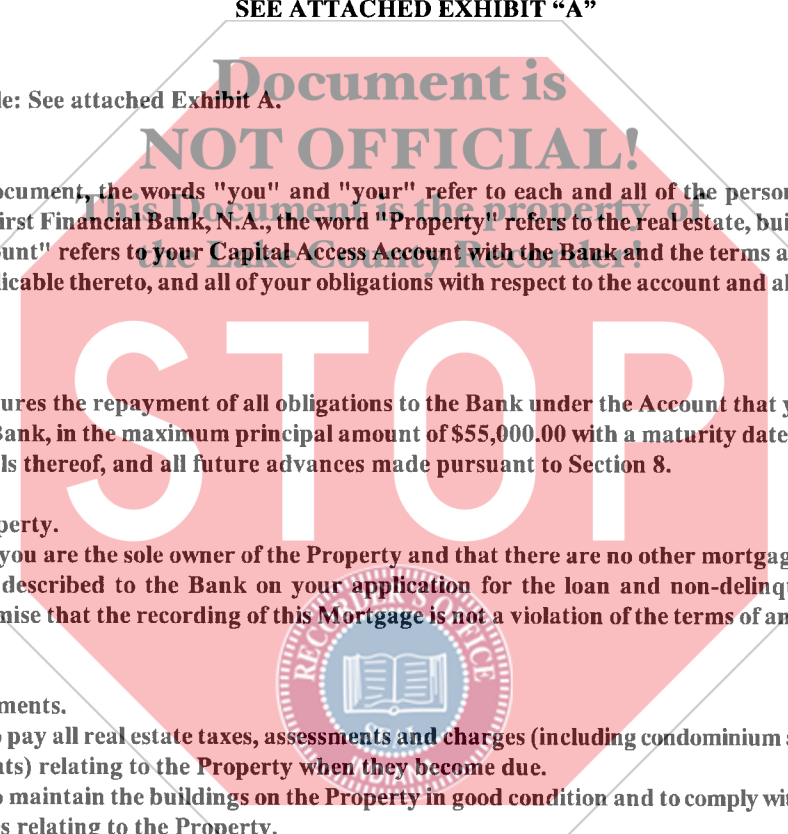 SEE ATTACHED EXHIBIT “A”
Document is
le: See attached Exhibit A.
NOT OFFICIAL!
ocument, the words "you" and "your" refer to each and all of the person
This Document is the property of
irst Financial Bank, N.A., the word "Property" refers to the real estate, bui
ount" refers to your Capital Access Account with the Bank and the terms a
the Lake County Recorder!
licable thereto, and all of your obligations with respect to the account and al
STOP
ures the repayment of all obligations to the Bank under the Account that y
Bank, in the maximum principal amount of $55,000.00 with a maturity date
ls thereof, and all future advances made pursuant to Section 8.
perty.
you are the sole owner of the Property and that there are no other mortgag
described to the Bank on your application for the loan and non-delinqu
mise that the recording of this Mortgage is not a violation of the terms of an
RECORDER'S OFFICE
SEAL
INDIANA
ments.
o pay all real estate taxes, assessments and charges (including condominium a
nts) relating to the Property when they become due.
o maintain the buildings on the Property in good condition and to comply wit
s relating to the Property.